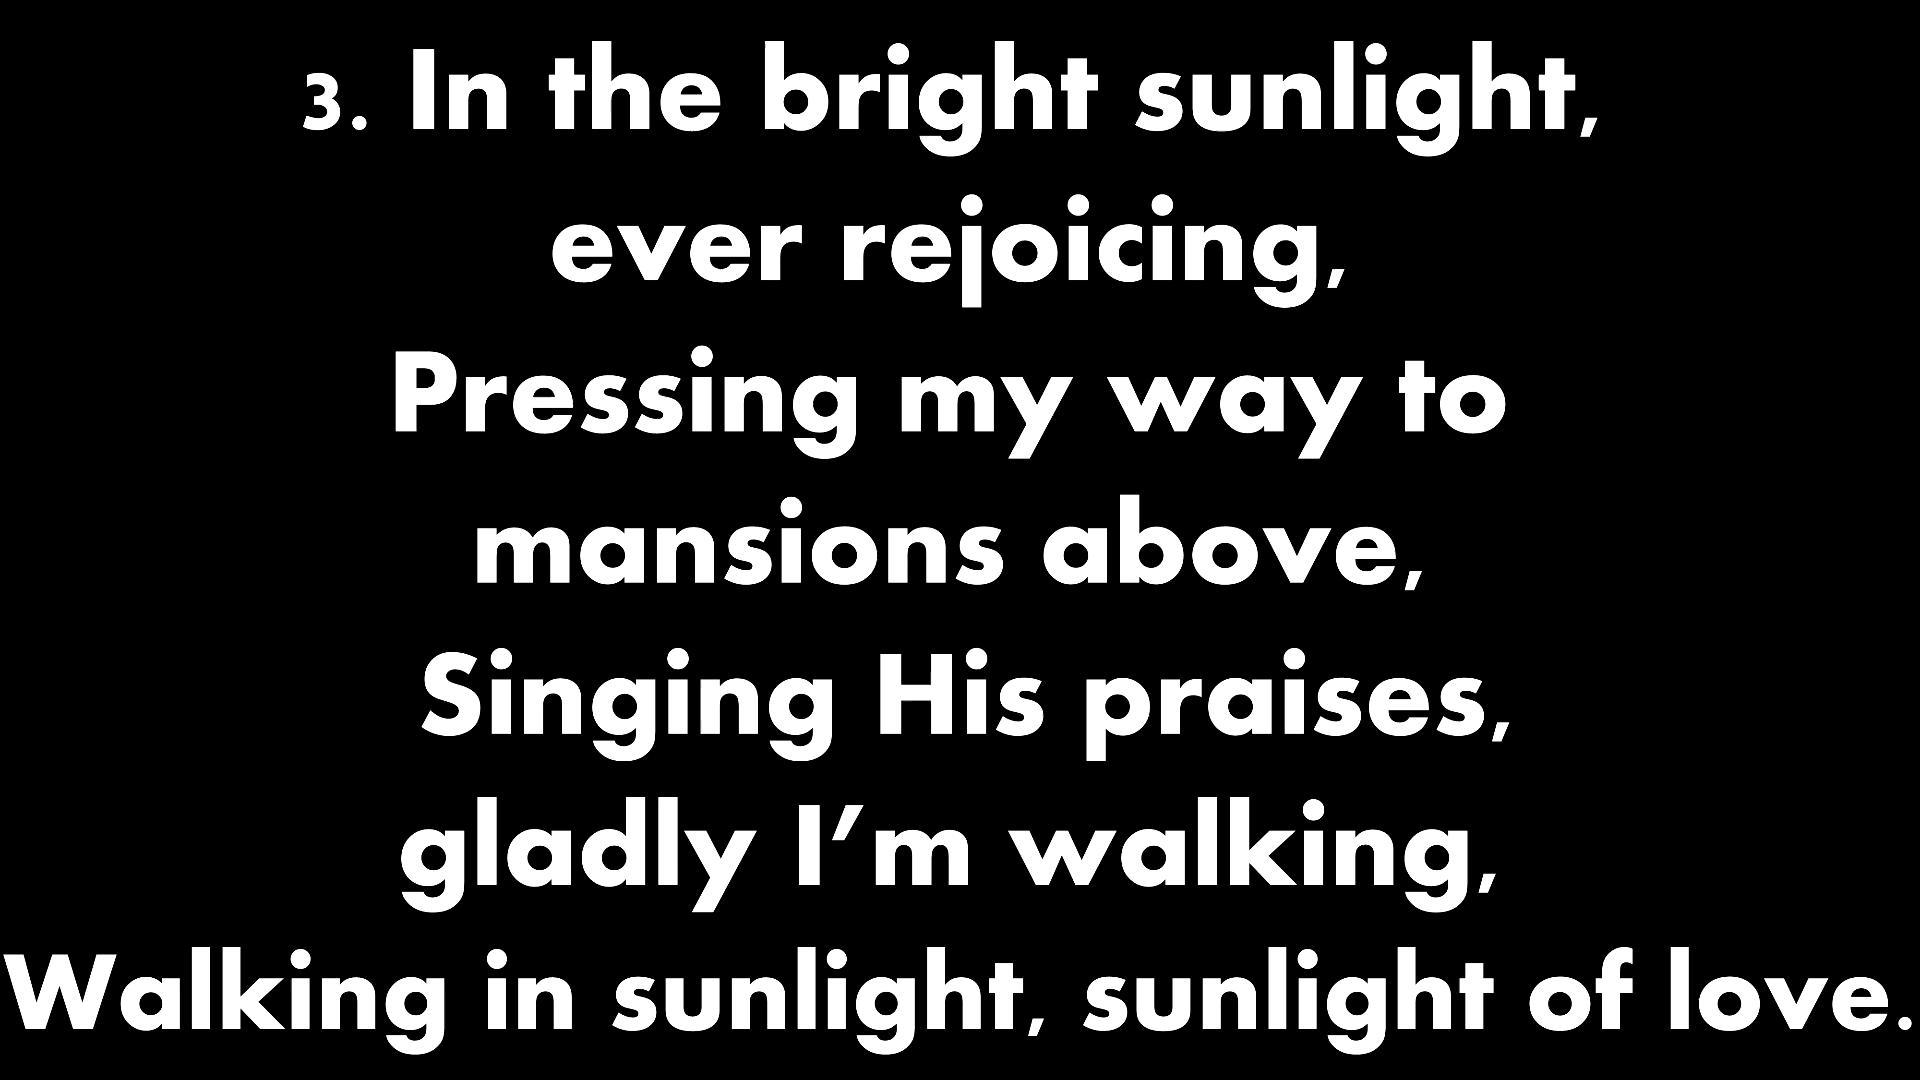 3. In the bright sunlight,
ever rejoicing,
Pressing my way to
mansions above,
Singing His praises,
gladly I’m walking,
Walking in sunlight, sunlight of love.